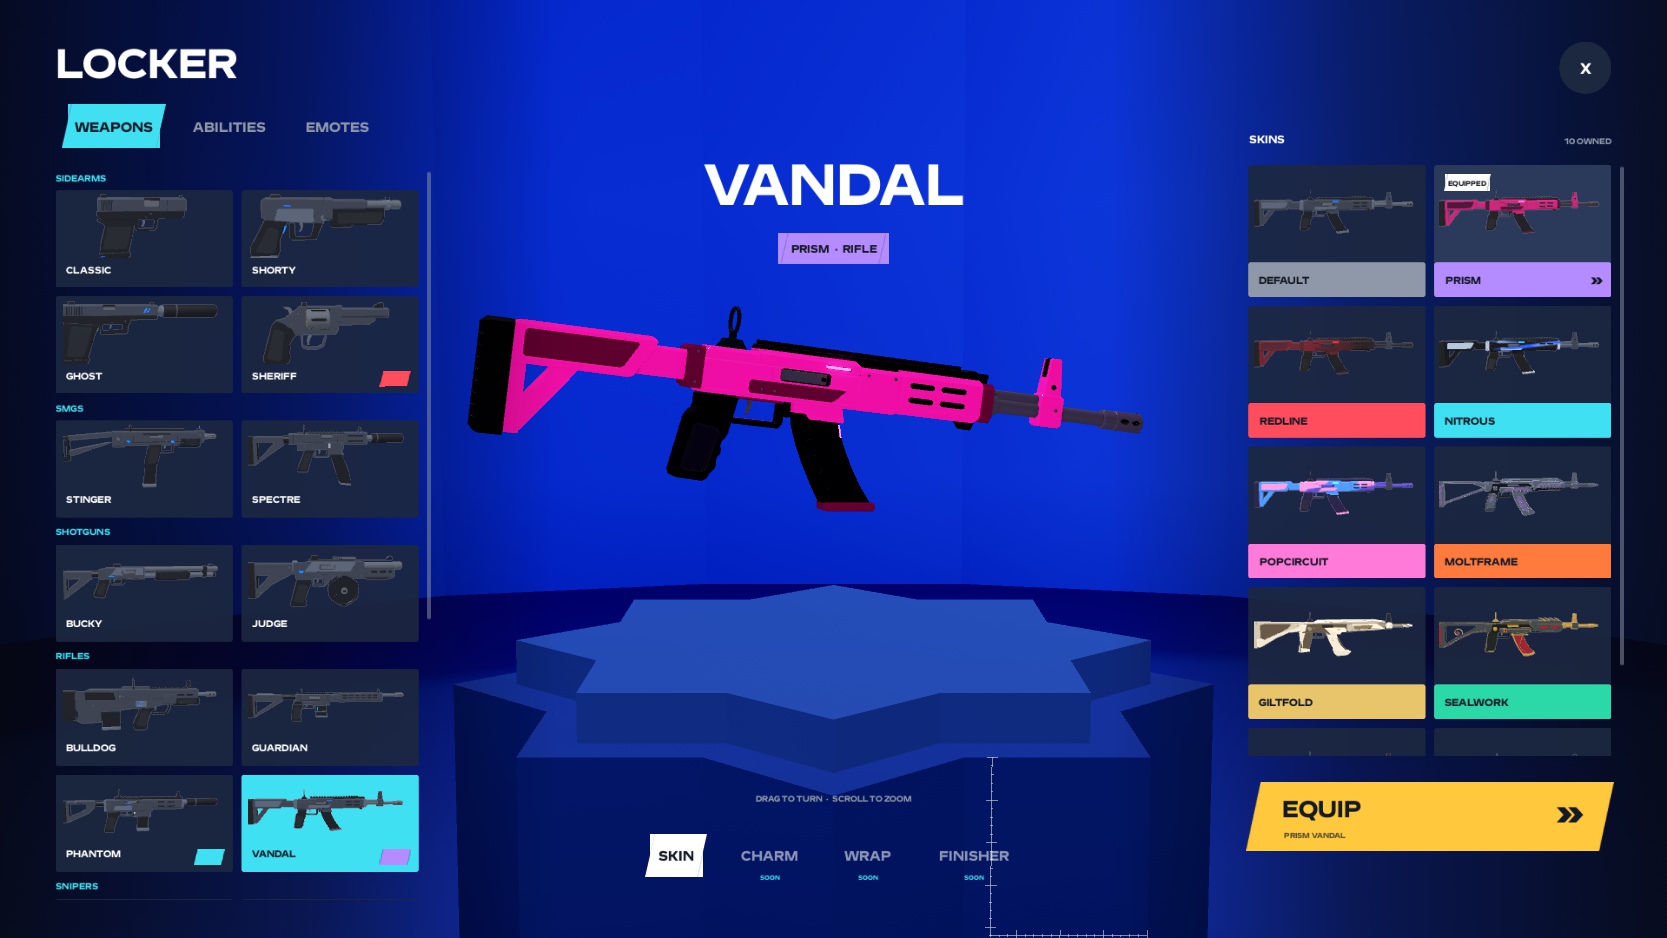 LOCKER
X
WEAPONS
ABILITIES
EMOTES
SIDEARMS
CLASSIC
SHORTY
GHOST
SHERIFF
SMGS
STINGER
SPECTRE
SHOTGUNS
BUCKY
JUDGE
RIFLES
BULLDOG
GUARDIAN
PHANTOM
VANDAL
SNIPERS
VANDAL
PRISM · RIFLE
DRAG TO TURN · SCROLL TO ZOOM
SKIN
CHARM
WRAP
FINISHER
SOON
SOON
SOON
SKINS
10 OWNED
EQUIPPED
DEFAULT
PRISM
REDLINE
NITROUS
POPCIRCUIT
MOLTFRAME
GILTFOLD
SEALWORK
EQUIP
PRISM VANDAL